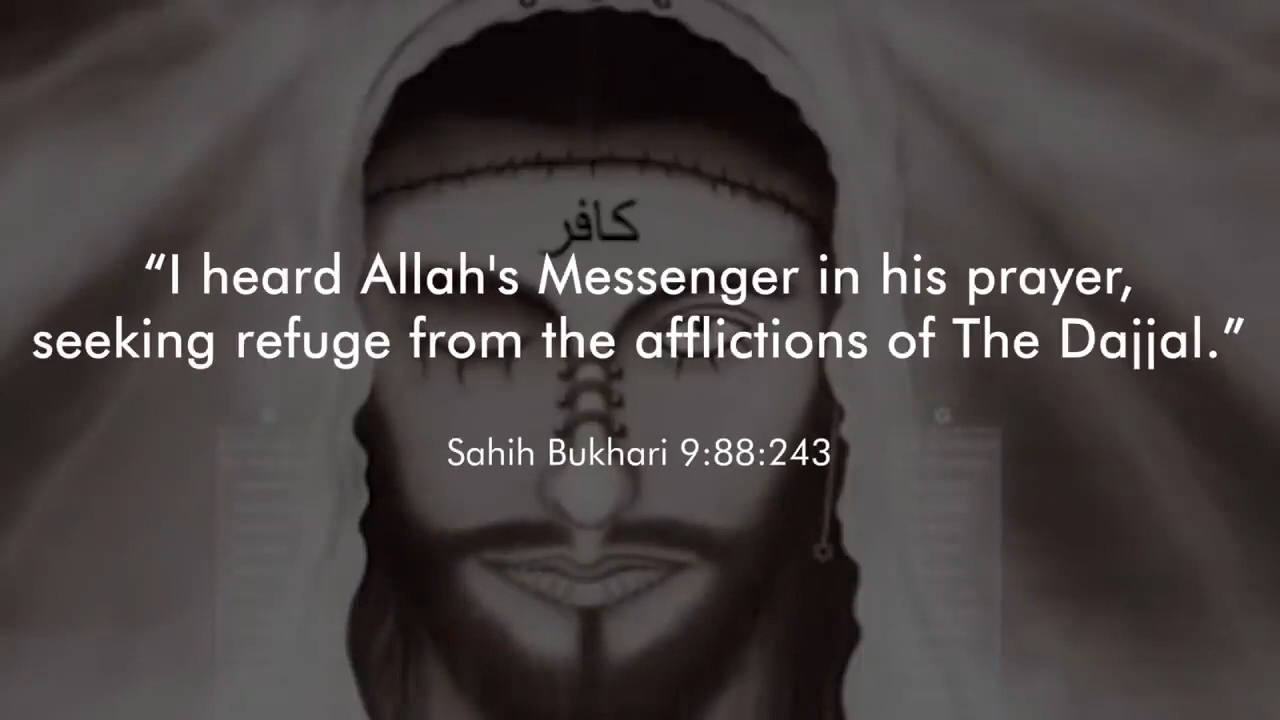 كافر
“I heard Allah's Messenger in his prayer,
seeking refuge from the afflictions of The Dajjal.”
Sahih Bukhari 9:88:243